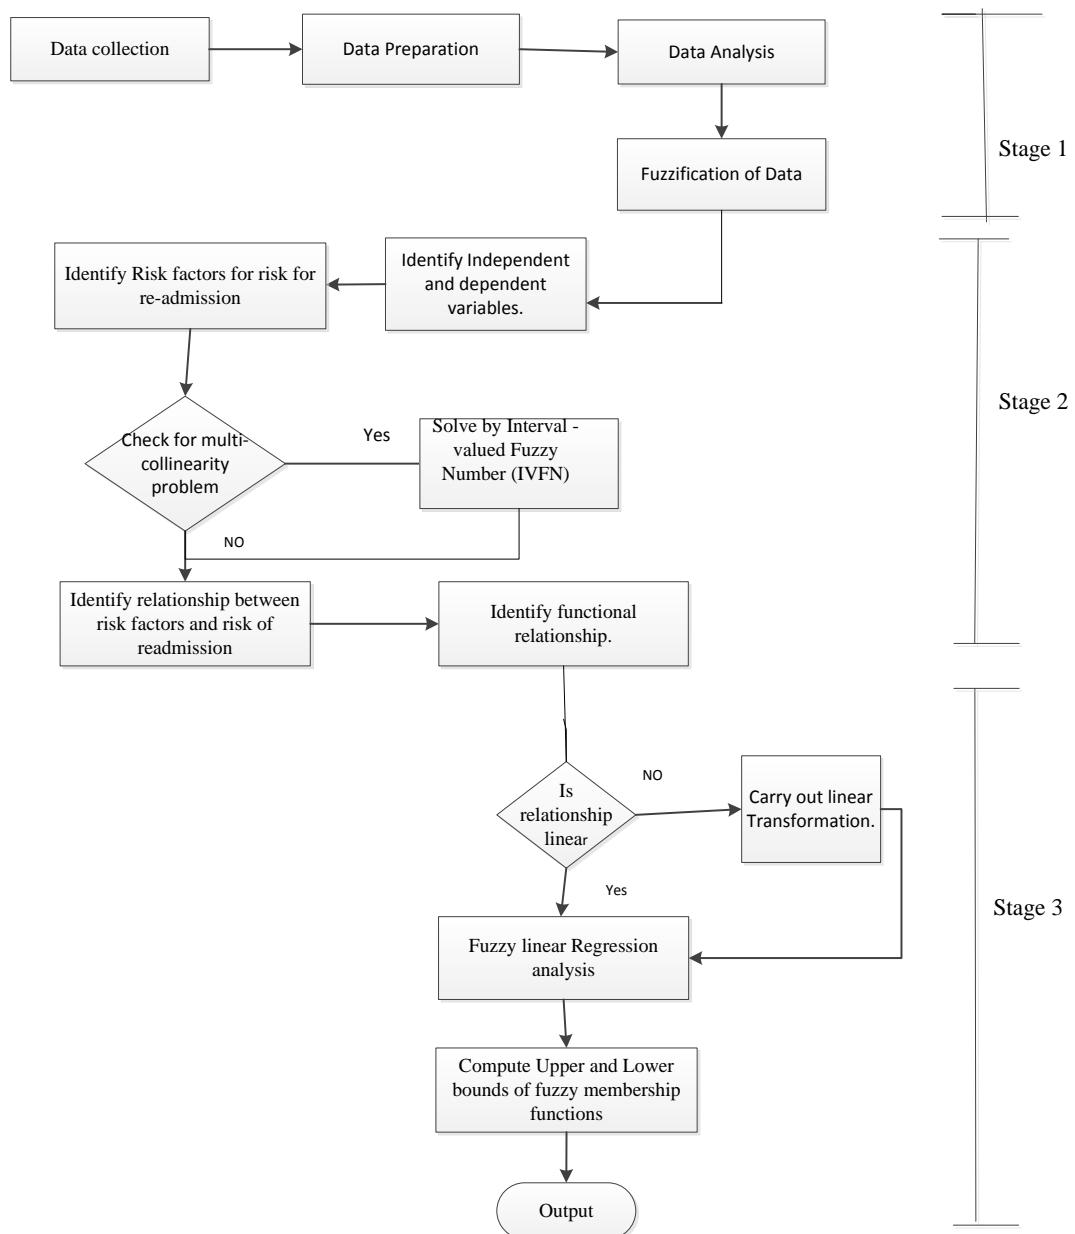 Data collection
Data Preparation
Data Analysis
Stage 1
Fuzzification of Data
Identify Independent
and dependent
variables.
Identify Risk factors for risk for
re-admission
Stage 2
Check for multi-
collinearity
problem
Yes
Solve by Interval -
valued Fuzzy
Number (IVFN)
NO
Identify relationship between
risk factors and risk of
readmission
Identify functional
relationship.
Is
relationship
linear
NO
Carry out linear
Transformation.
Yes
Stage 3
Fuzzy linear Regression
analysis
Compute Upper and Lower
bounds of fuzzy membership
functions
Output